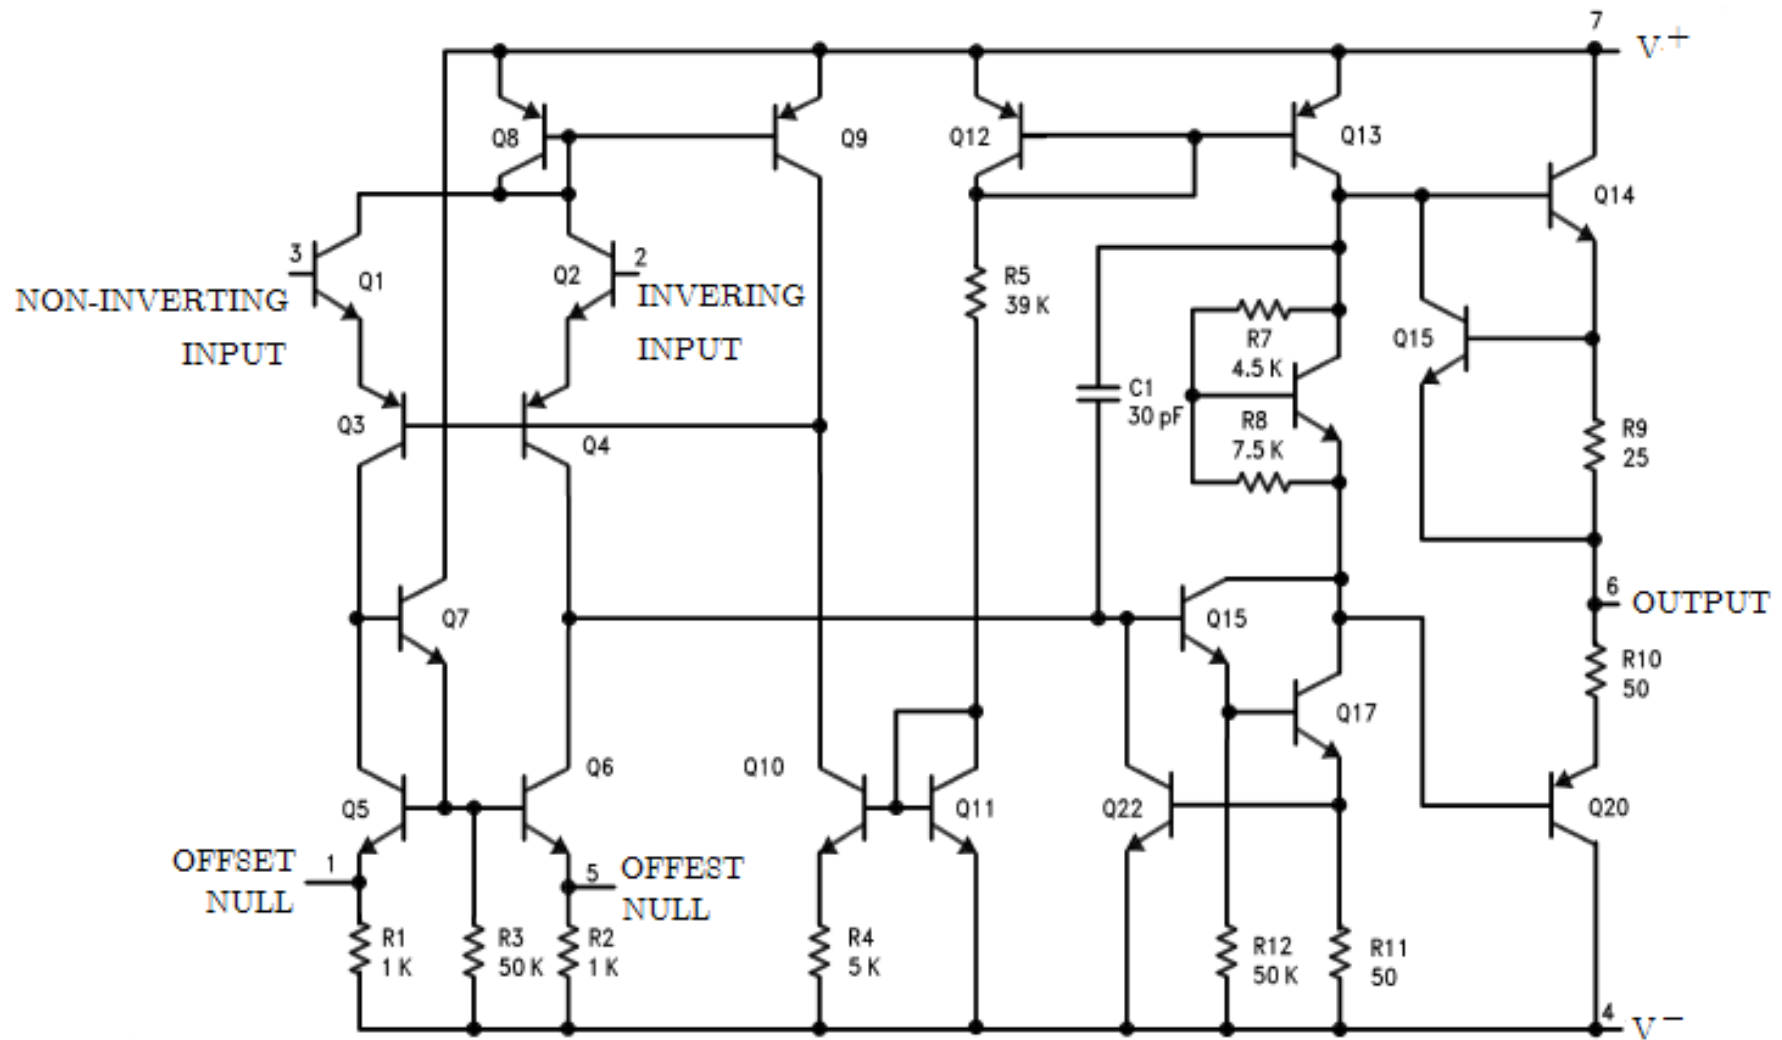 7
V+
Q8
Q9
Q12
Q13
Q14
3
Q1
Q2
2
NON-INVERTING
INPUT
INVERING
INPUT
R5
39 K
R7
4.5 K
Q15
C1
30 pF
R8
7.5 K
R9
25
Q3
Q4
Q7
Q15
6
OUTPUT
R10
50
Q17
Q5
Q6
Q10
Q11
Q22
Q20
OFFSET
NULL
1
5
OFFEST
NULL
R1
1 K
R3
50 K
R2
1 K
R4
5 K
R12
50 K
R11
50
4
V−